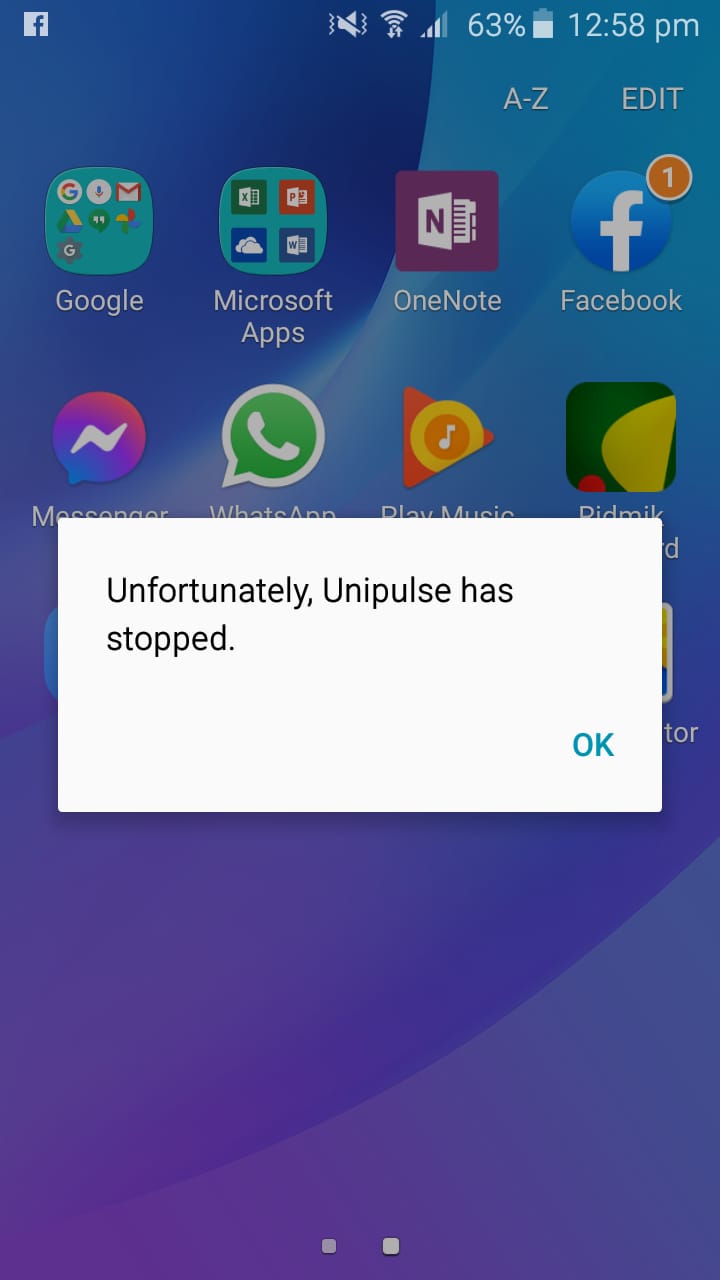 63% 12:58 pm
A-Z EDIT
Google Microsoft Apps OneNote Facebook
1
Messenger WhatsApp Play Music Ridmik
rd
Unfortunately, Unipulse has
stopped.
tor
OK